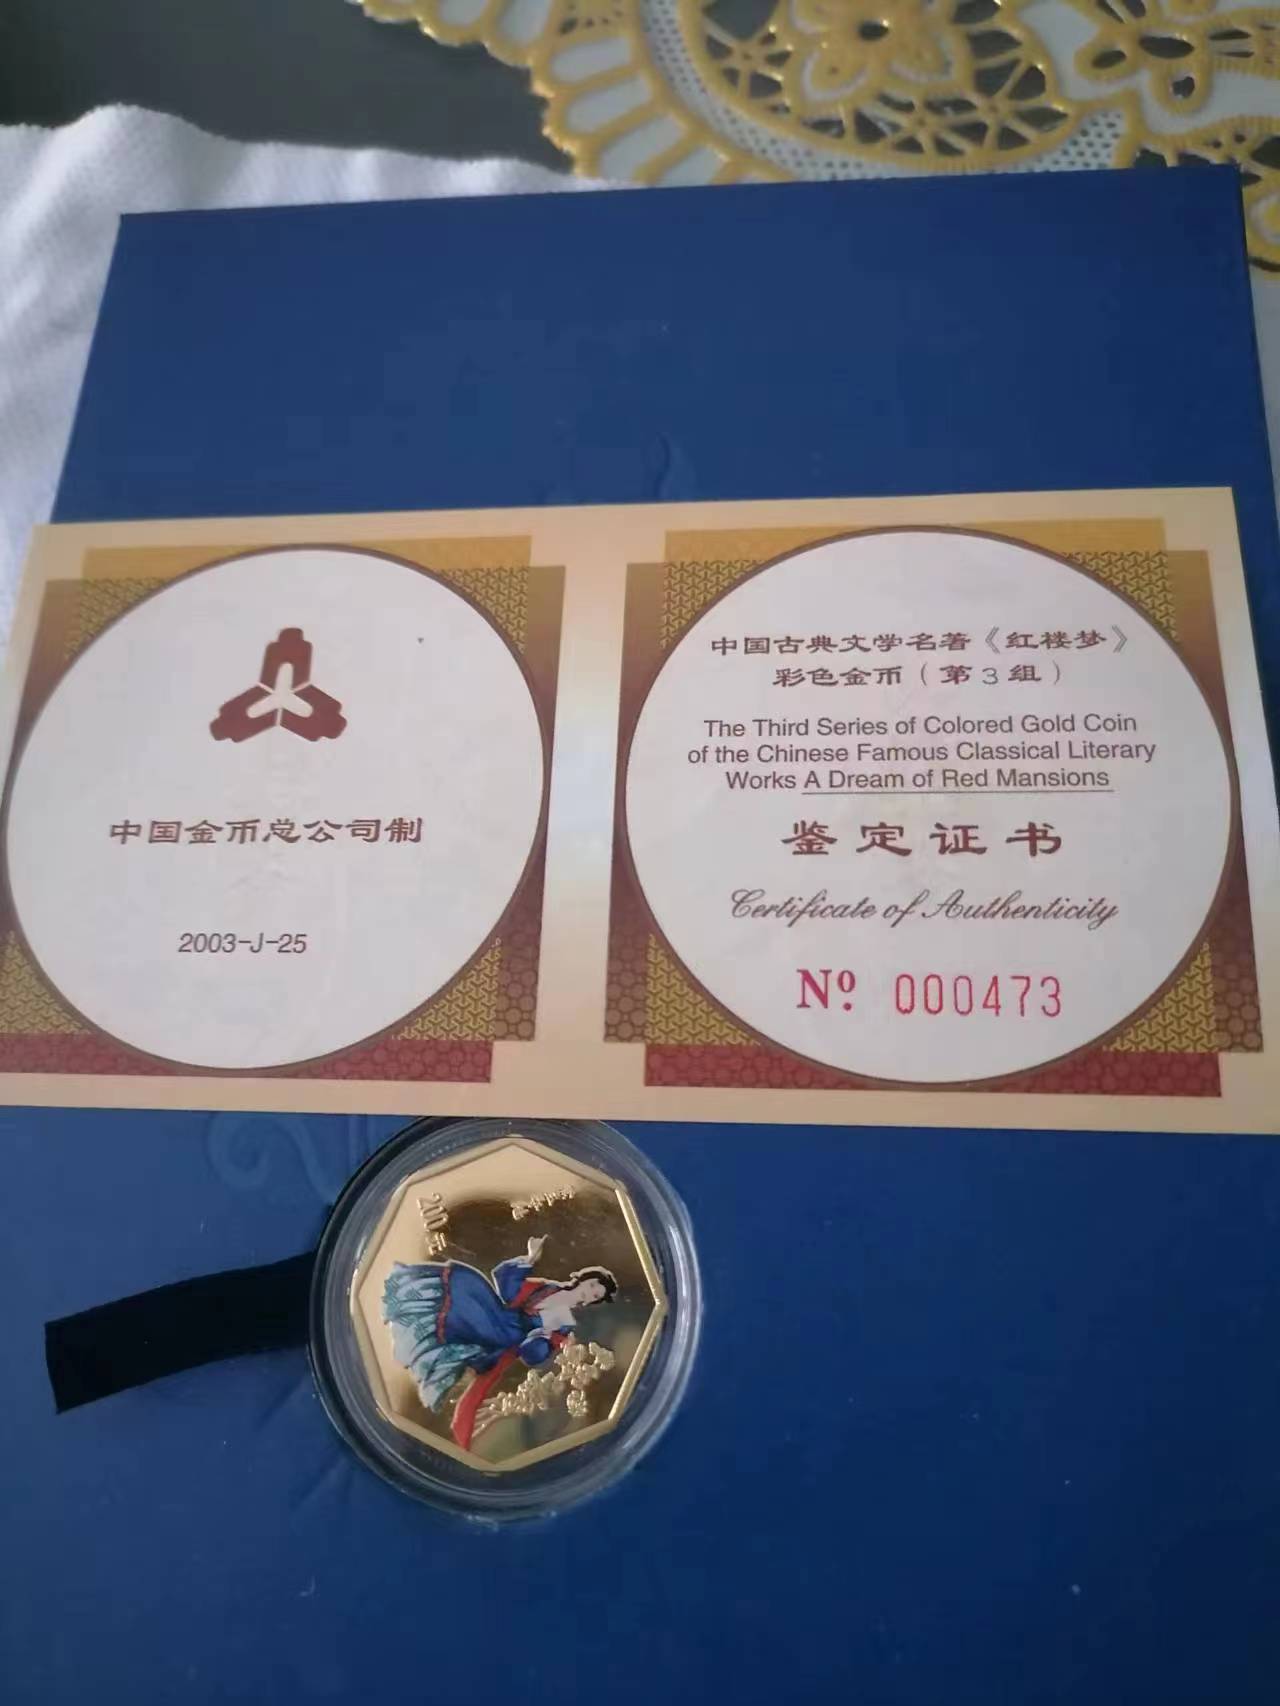 中国金币总公司制
2003-J-25
中国古典文学名著《红楼梦》
彩色金币（第3组）
The Third Series of Colored Gold Coin
of the Chinese Famous Classical Literary
Works A Dream of Red Mansions
鉴定证书
Certificate of Authenticity
Nº. 000473
200元